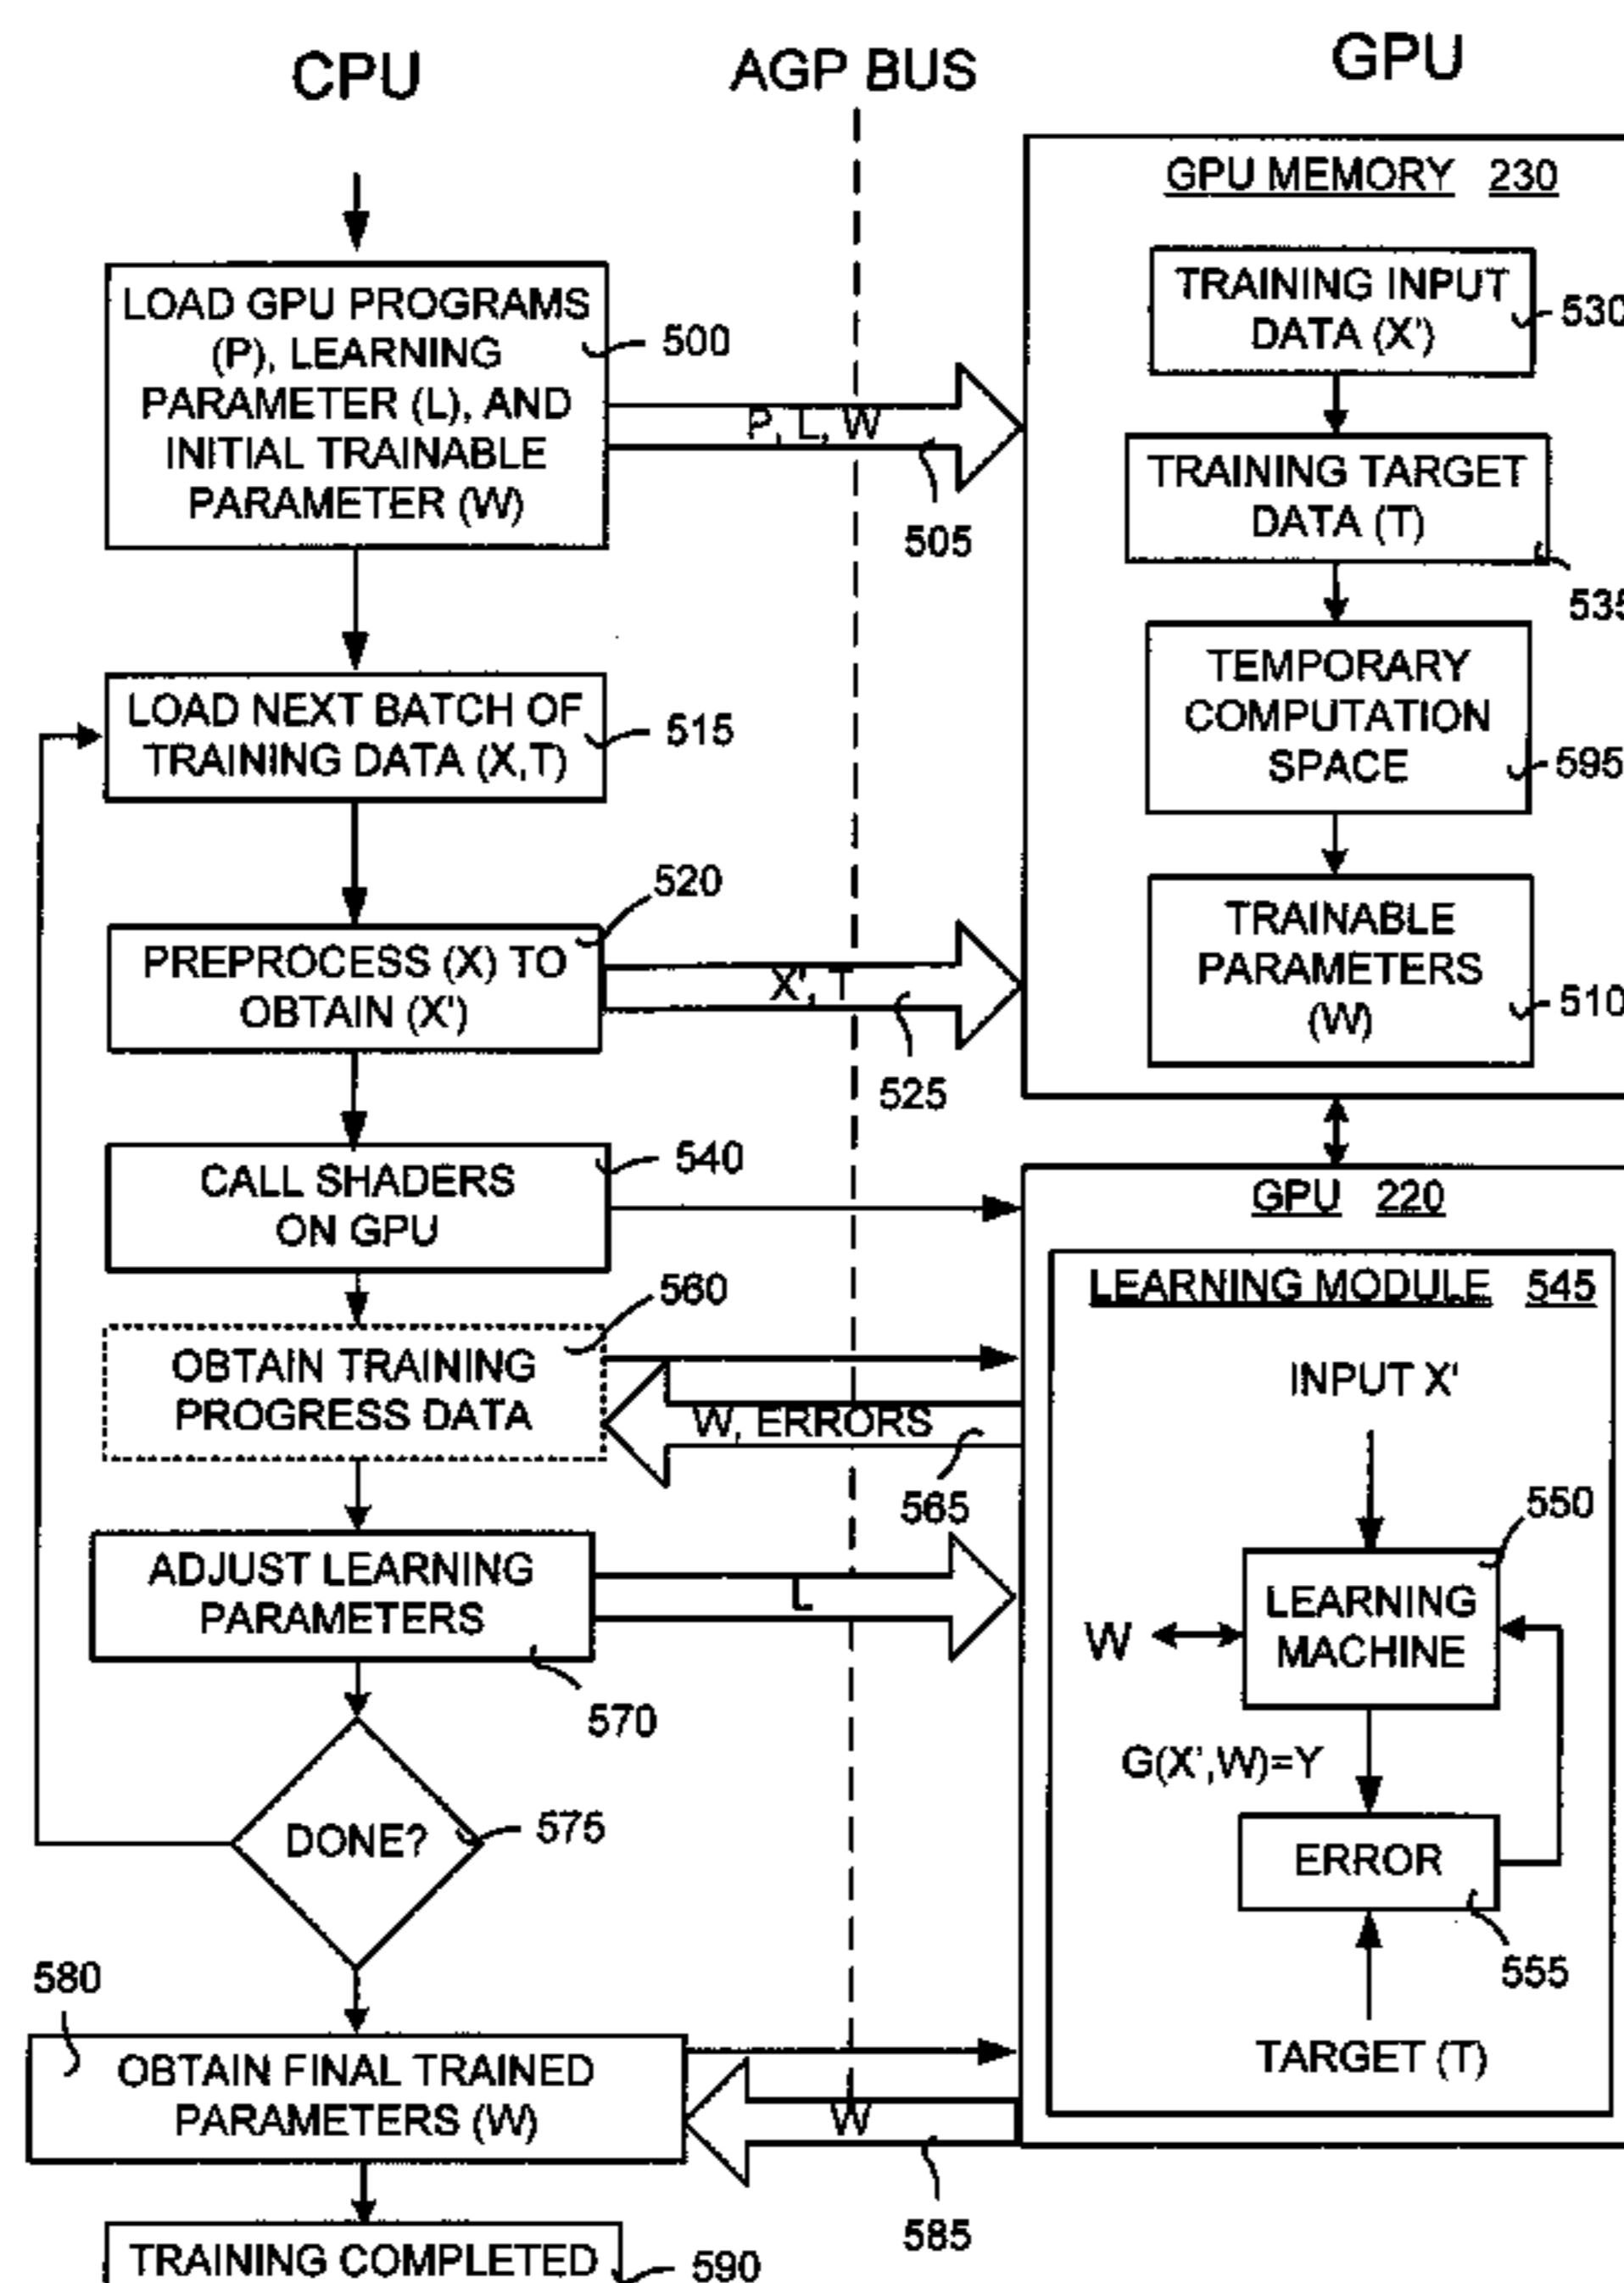 CPU
AGP BUS
GPU
LOAD GPU PROGRAMS
(P), LEARNING
PARAMETER (L), AND
INITIAL TRAINABLE
PARAMETER (W)
500
P, L, W
505
LOAD NEXT BATCH OF
TRAINING DATA (X,T)
515
520
PREPROCESS (X) TO
OBTAIN (X')
X', T
525
CALL SHADERS
ON GPU
540
560
OBTAIN TRAINING
PROGRESS DATA
W, ERRORS
565
ADJUST LEARNING
PARAMETERS
L
570
DONE?
575
580
OBTAIN FINAL TRAINED
PARAMETERS (W)
W
585
TRAINING COMPLETED
590
GPU MEMORY 230
TRAINING INPUT
DATA (X')
530
TRAINING TARGET
DATA (T)
535
TEMPORARY
COMPUTATION
SPACE
595
TRAINABLE
PARAMETERS
(W)
510
GPU 220
LEARNING MODULE 545
INPUT X'
550
LEARNING
MACHINE
W
G(X',W)=Y
ERROR
555
TARGET (T)